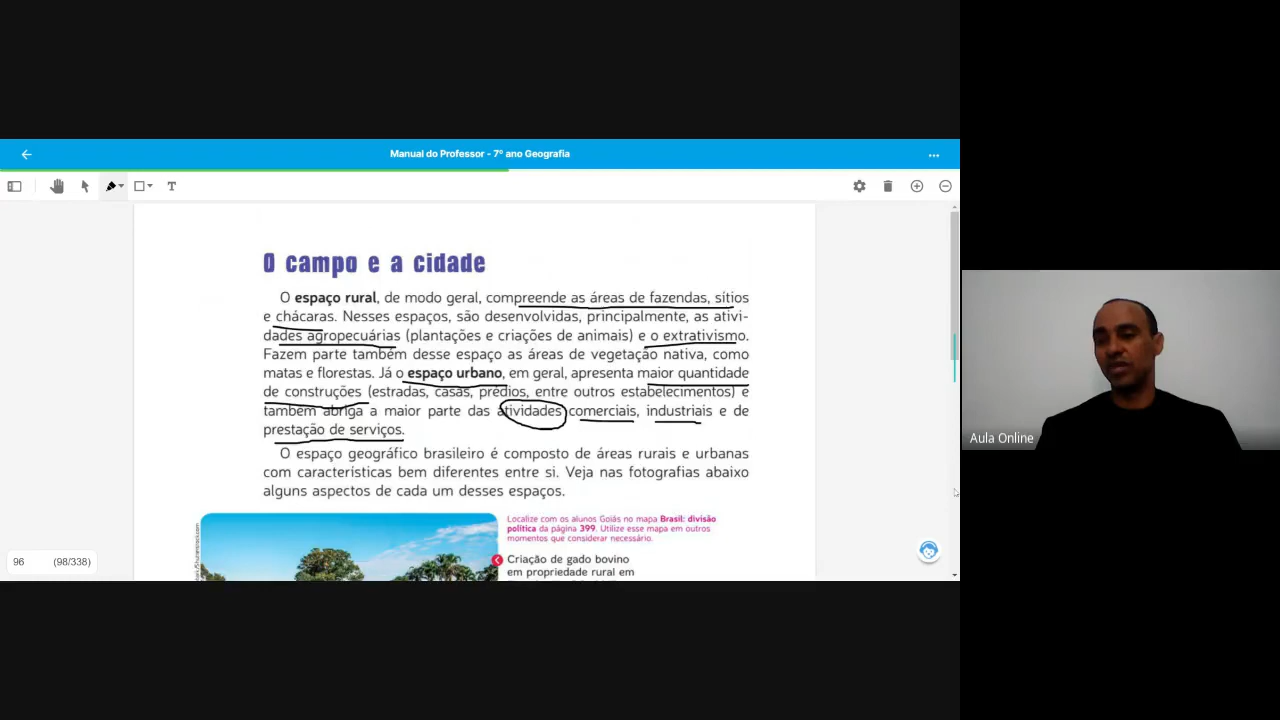 Manual do Professor - 7º ano Geografia
T
O campo e a cidade
O espaço rural, de modo geral, compreende as áreas de fazendas, sítios
e chácaras. Nesses espaços, são desenvolvidas, principalmente, as ativi-
dades agropecuárias (plantações e criações de animais) e o extrativismo.
Fazem parte também desse espaço as áreas de vegetação nativa, como
matas e florestas. Já o espaço urbano, em geral, apresenta maior quantidade
de construções (estradas, casas, prédios, entre outros estabelecimentos) e
também abriga a maior parte das atividades comerciais, industriais e de
prestação de serviços.
O espaço geográfico brasileiro é composto de áreas rurais e urbanas
com características bem diferentes entre si. Veja nas fotografias abaixo
alguns aspectos de cada um desses espaços.
Localize com os alunos Goiás no mapa Brasil: divisão
política da página 399. Utilize esse mapa em outros
momentos que considerar necessário.
Criação de gado bovino
em propriedade rural em
96 (98/338)
Aula Online